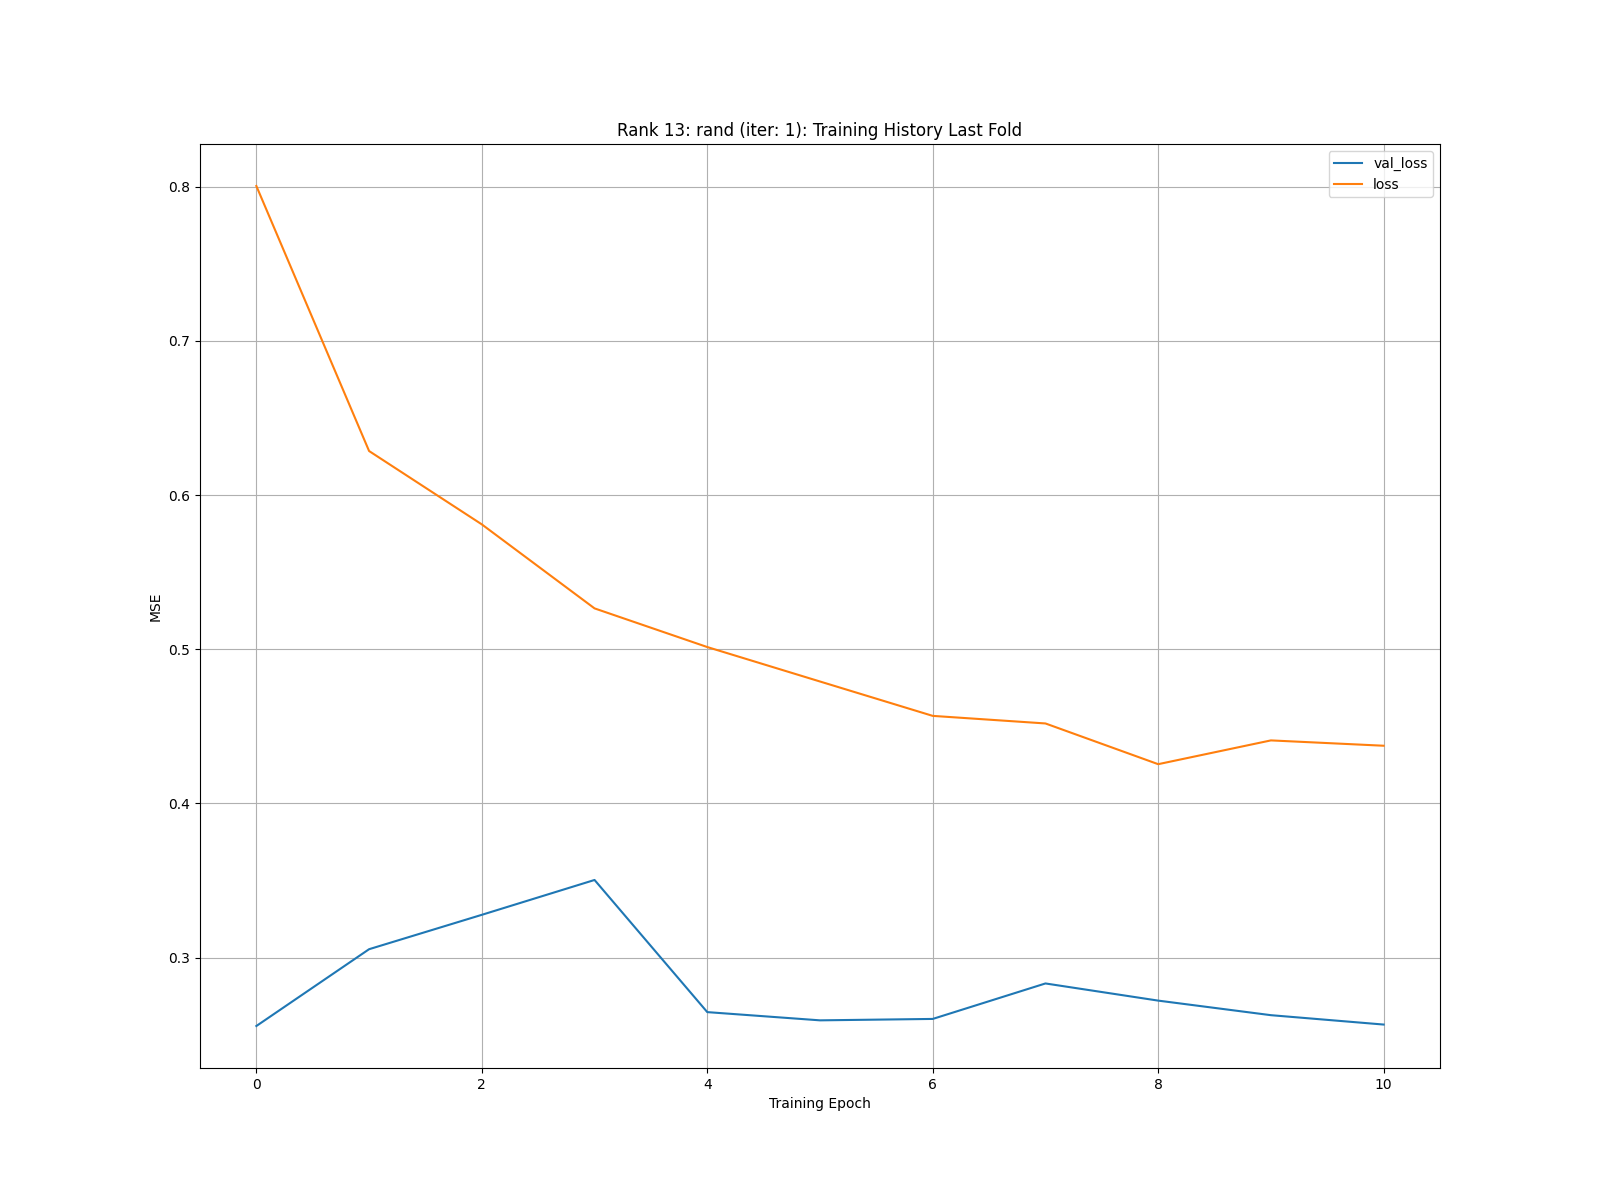 Rank 13: rand (iter: 1): Training History Last Fold
val_loss
loss
0.8
0.7
0.6
0.5
0.4
0.3
MSE
0 2 4 6 8 10
Training Epoch